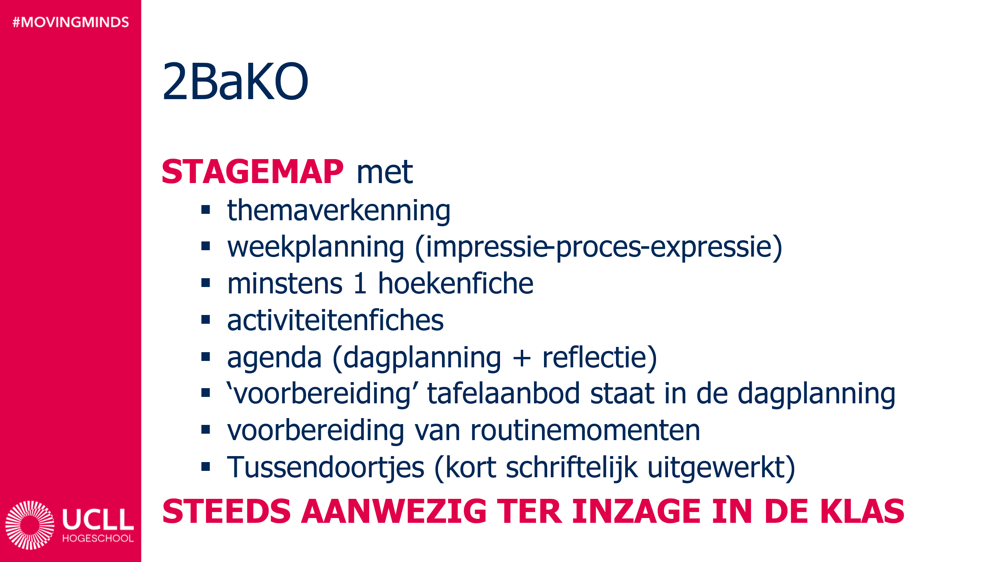 #MOVINGMINDS
2BaKO
STAGEMAP met
▪ themaverkenning
▪ weekplanning (impressie-proces-expressie)
▪ minstens 1 hoekenfiche
▪ activiteitenfiches
▪ agenda (dagplanning + reflectie)
▪ ‘voorbereiding’ tafelaanbod staat in de dagplanning
▪ voorbereiding van routinemomenten
▪ Tussendoortjes (kort schriftelijk uitgewerkt)
STEEDS AANWEZIG TER INZAGE IN DE KLAS
UCLL
HOGESCHOOL